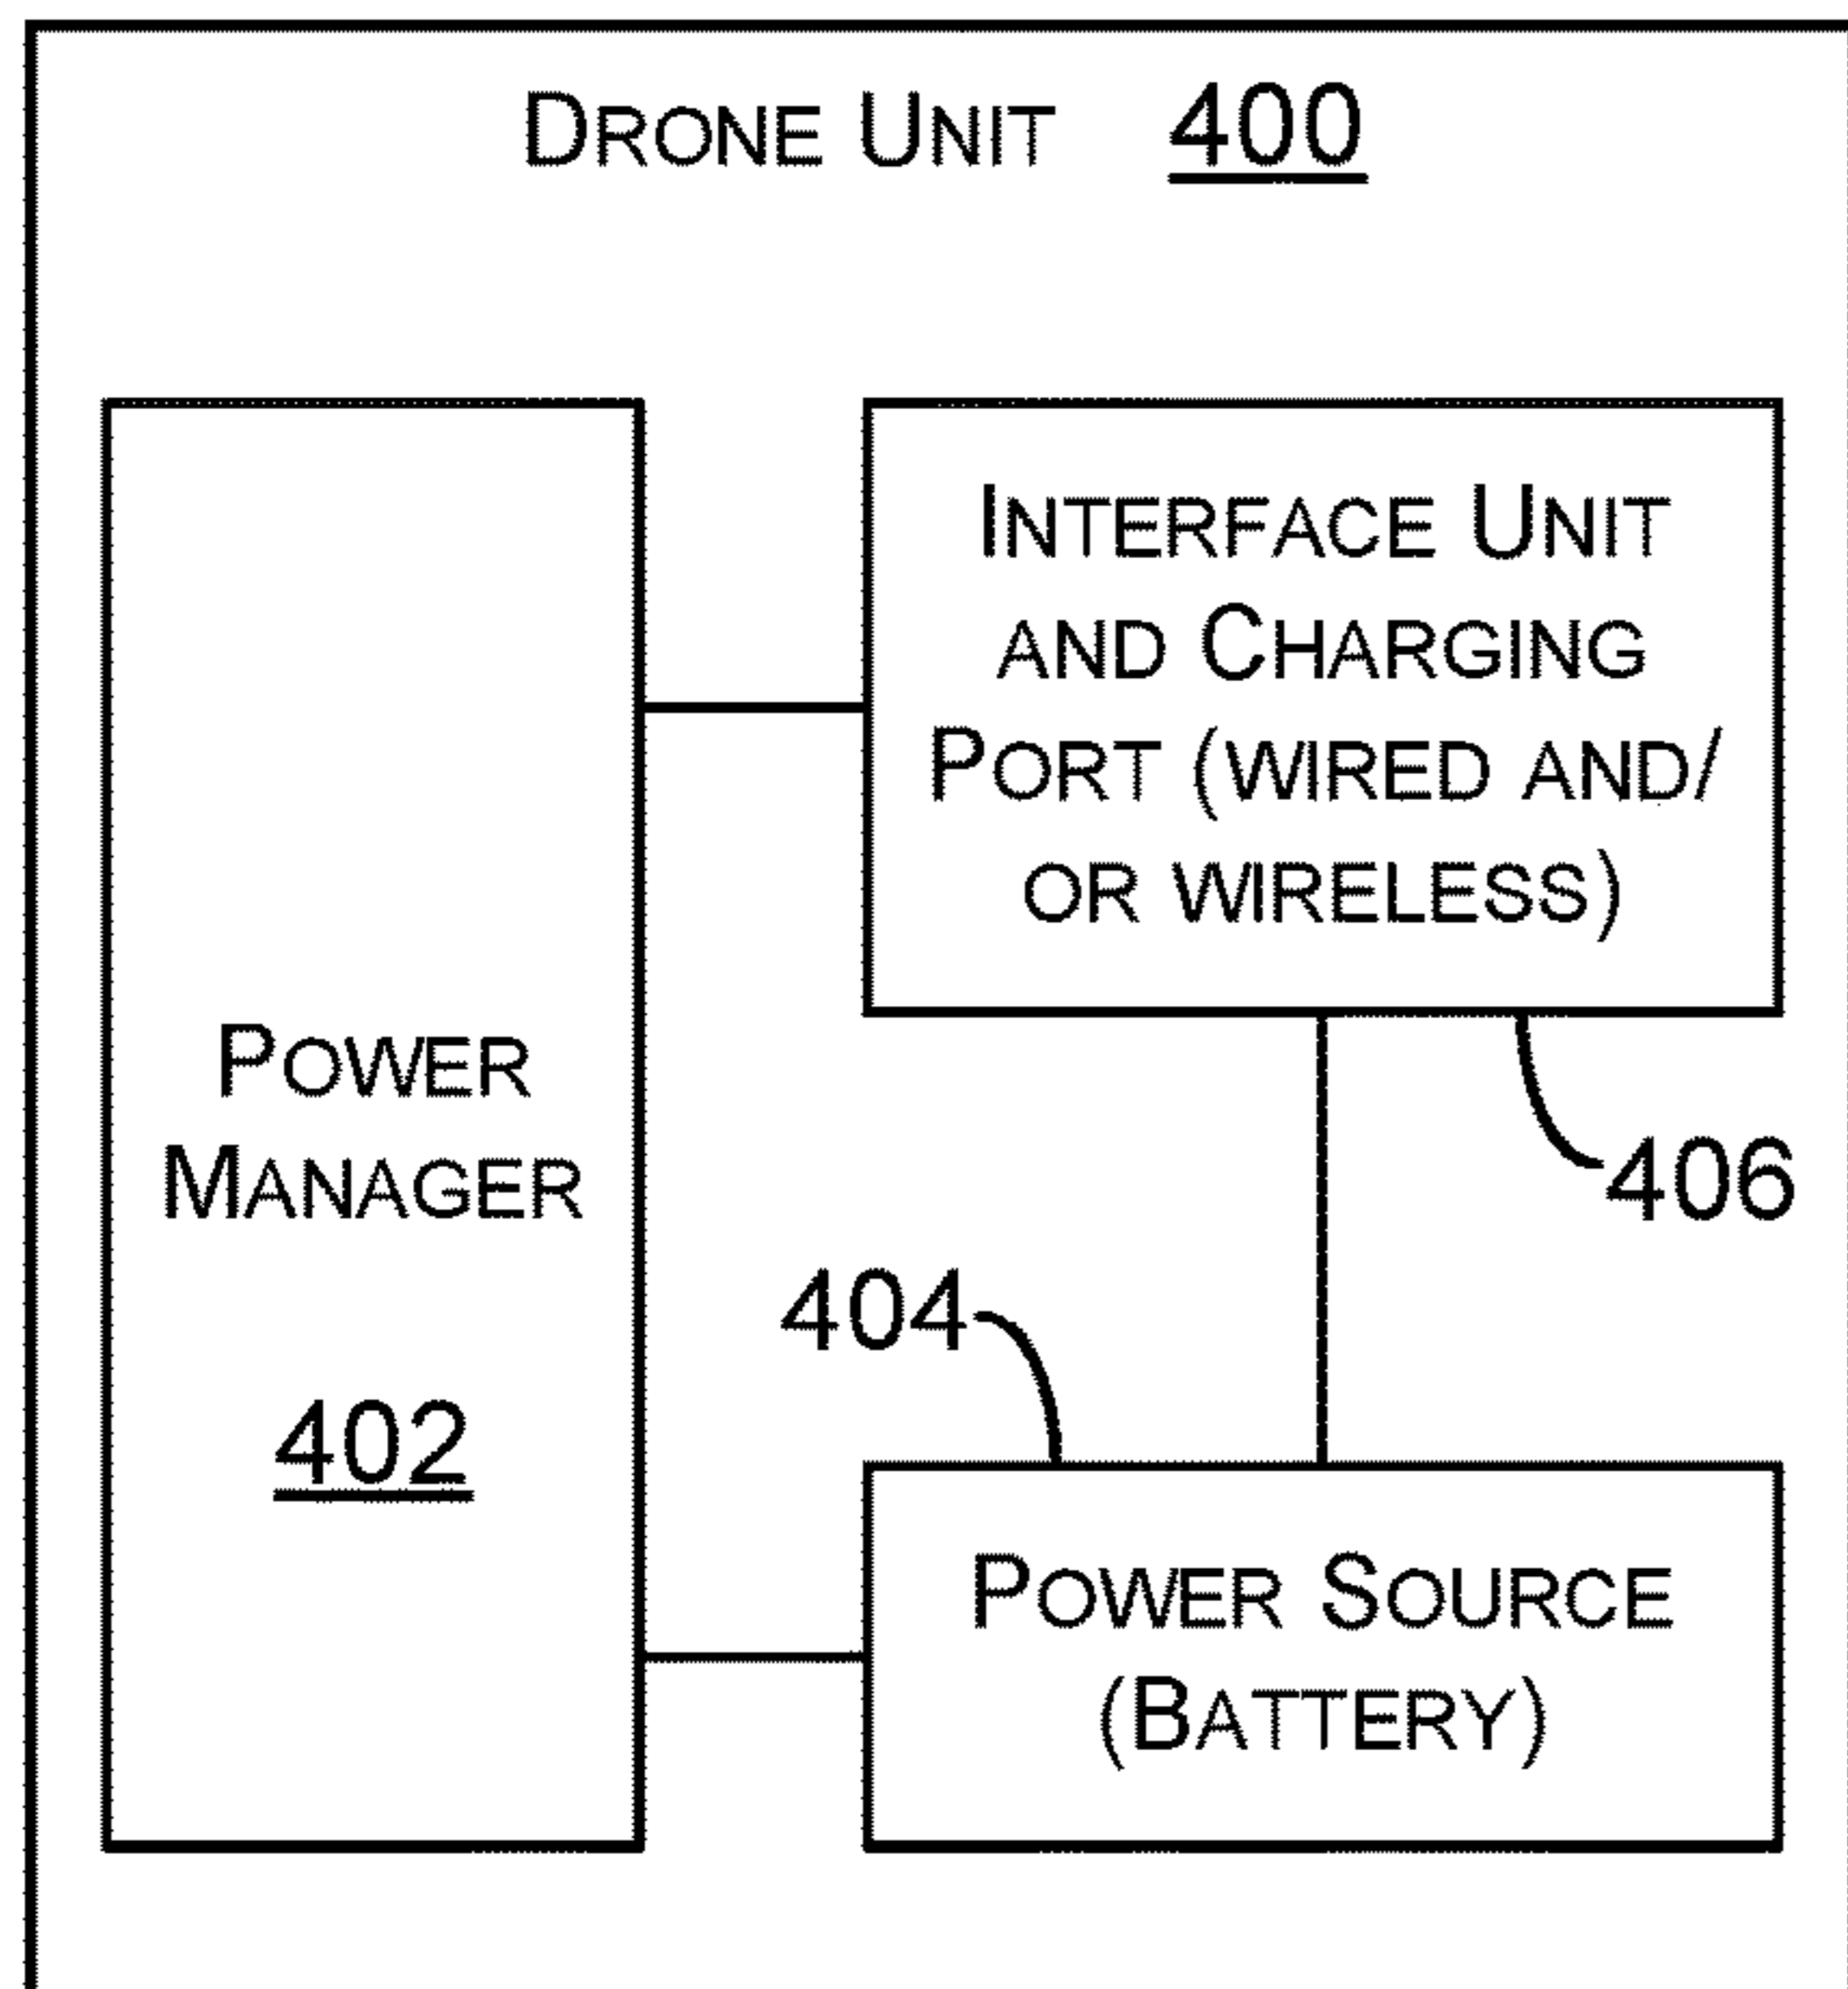 DRONE UNIT 400
INTERFACE UNIT
AND CHARGING
PORT (WIRED AND/
OR WIRELESS)
406
POWER
MANAGER
402
404
POWER SOURCE
(BATTERY)